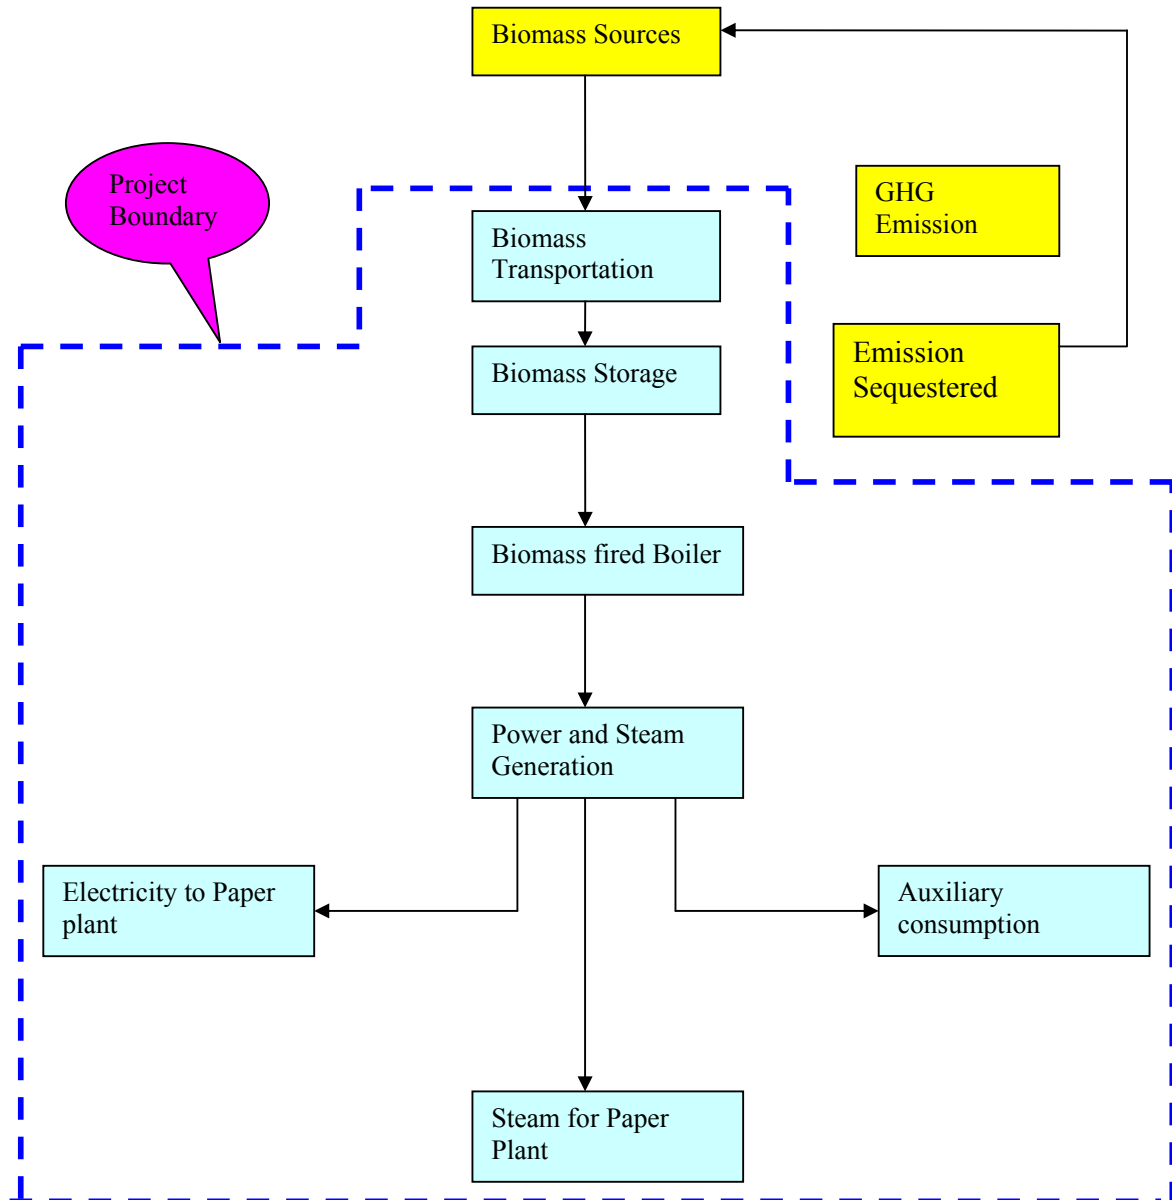 Biomass Sources
Project
Boundary
GHG
Emission
Biomass
Transportation
Emission
Sequestered
Biomass Storage
Biomass fired Boiler
Power and Steam
Generation
Electricity to Paper
plant
Auxiliary
consumption
Steam for Paper
Plant